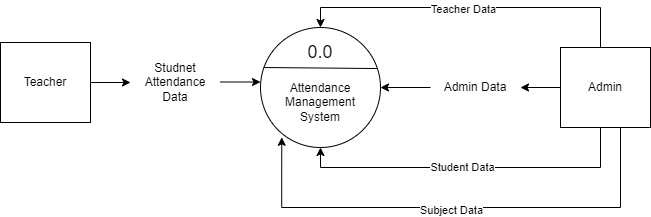 Teacher Data
0.0
Teacher
Studnet
Attendance
Data
Attendance
Management
System
Admin Data
Admin
Student Data
Subject Data